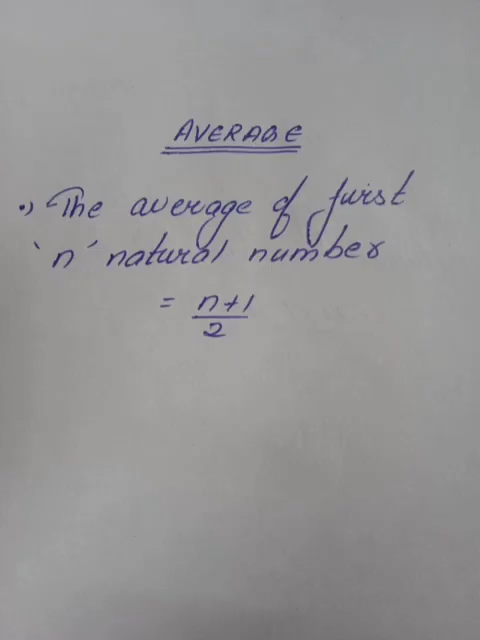 AVERAGE
•) The average of first
'n' natural number
= n+1
2